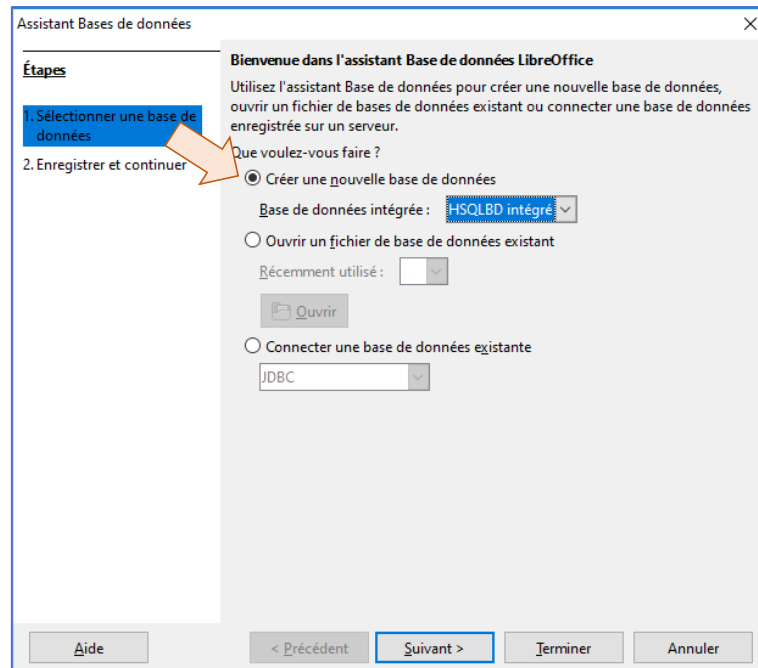 Assistant Bases de données
Étapes
1. Sélectionner une base de
données
2. Enregistrer et continuer
Bienvenue dans l'assistant Base de données LibreOffice
Utilisez l'assistant Base de données pour créer une nouvelle base de données,
ouvrir un fichier de bases de données existant ou connecter une base de données
enregistrée sur un serveur.
Que voulez-vous faire ?
Créer une nouvelle base de données
Base de données intégrée : HSQLBD intégré
Ouvrir un fichier de base de données existant
Récemment utilisé :
Ouvrir
Connecter une base de données existante
JDBC
Aide < Précédent Suivant > Terminer Annuler